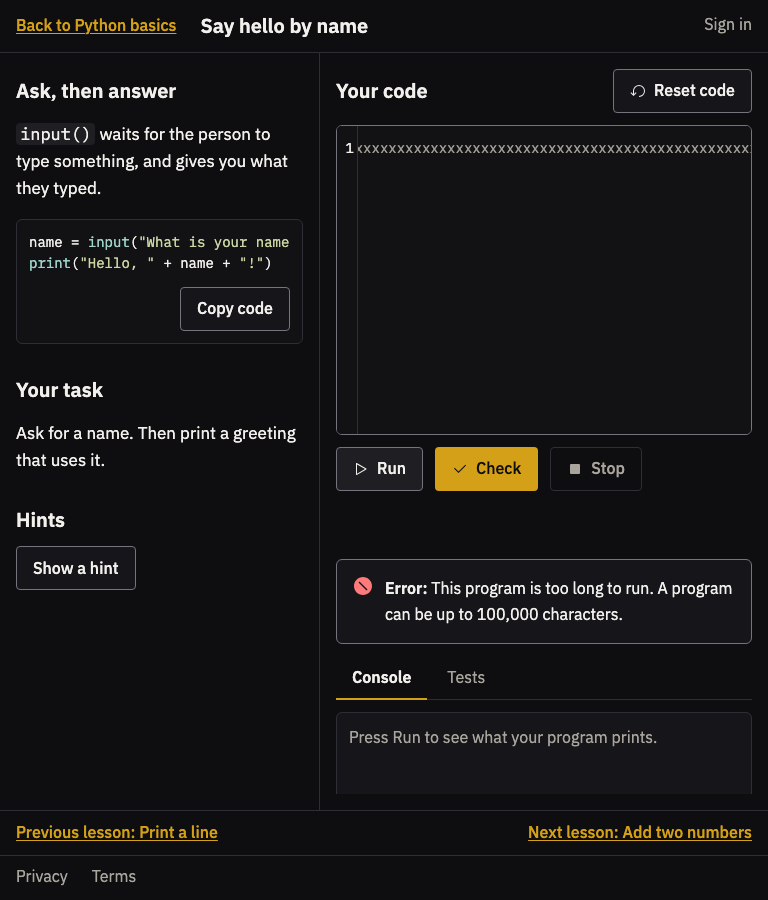 Back to Python basics
Say hello by name
Sign in
Ask, then answer
input() waits for the person to
type something, and gives you what
they typed.
name = input("What is your name
print("Hello, " + name + "!")
Copy code
Your task
Ask for a name. Then print a greeting
that uses it.
Hints
Show a hint
Your code
Reset code
1
xxxxxxxxxxxxxxxxxxxxxxxxxxxxxxxxxxxxxxxxxxxxxxx
Run
Check
Stop
Error: This program is too long to run. A program
can be up to 100,000 characters.
Console
Tests
Press Run to see what your program prints.
Previous lesson: Print a line
Next lesson: Add two numbers
Privacy
Terms